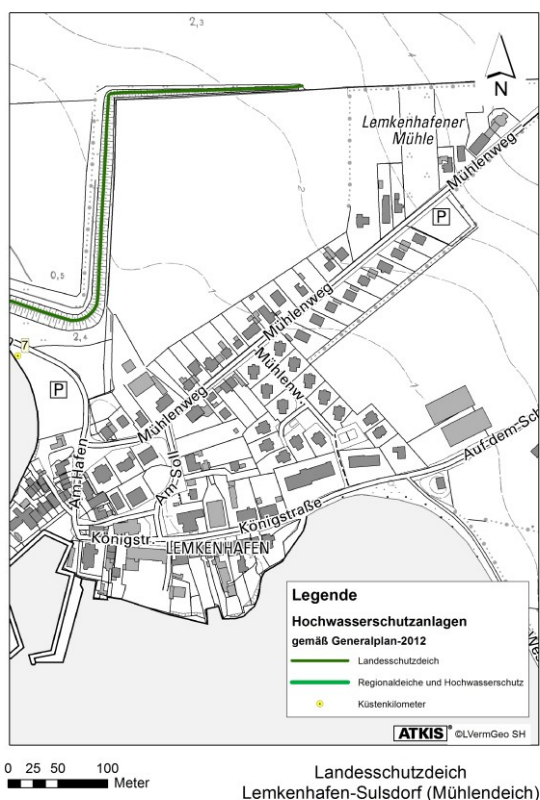 2,3
N
Lemkenhafener
Mühle
Mühlenweg
P
2
1
0,5
2,4
7
P
Mühlenweg
Mühlenw.
Mühlenweg
Am Hafen
Am Soll
Auf dem Sch
Königstraße
Königstr.
LEMKENHAFEN
Legende
Hochwasserschutzanlagen
gemäß Generalplan-2012
Landesschutzdeich
Regionaldeiche und Hochwasserschutz
Küstenkilometer
ATKIS® ©LVermGeo SH
0 25 50 100
Meter
Landesschutzdeich
Lemkenhafen-Sulsdorf (Mühlendeich)